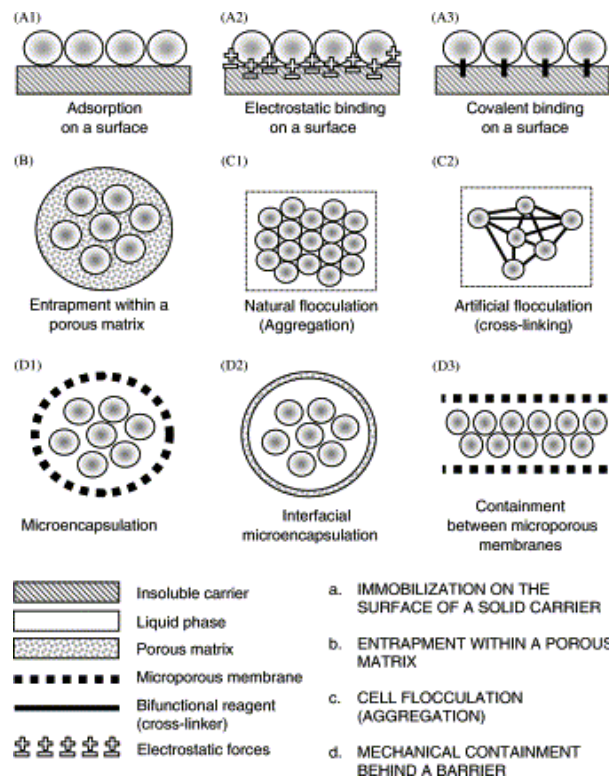 (A1)
(A2)
(A3)
Adsorption
on a surface
Electrostatic binding
on a surface
Covalent binding
on a surface
(B)
(C1)
(C2)
Entrapment within a
porous matrix
Natural flocculation
(Aggregation)
Artificial flocculation
(cross-linking)
(D1)
(D2)
(D3)
Microencapsulation
Interfacial
microencapsulation
Containment
between microporous
membranes
Insoluble carrier
Liquid phase
Porous matrix
Microporous membrane
Bifunctional reagent
(cross-linker)
Electrostatic forces
a. IMMOBILIZATION ON THE
SURFACE OF A SOLID CARRIER
b. ENTRAPMENT WITHIN A POROUS
MATRIX
c. CELL FLOCCULATION
(AGGREGATION)
d. MECHANICAL CONTAINMENT
BEHIND A BARRIER